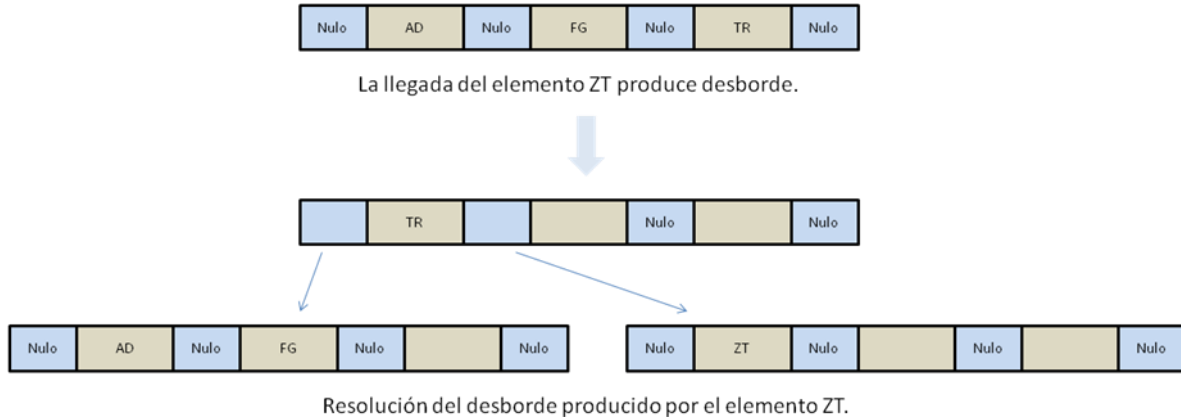 Nulo AD Nulo FG Nulo TR Nulo
La llegada del elemento ZT produce desborde.
TR Nulo Nulo
Nulo AD Nulo FG Nulo Nulo Nulo ZT Nulo Nulo Nulo
Resolución del desborde producido por el elemento ZT.